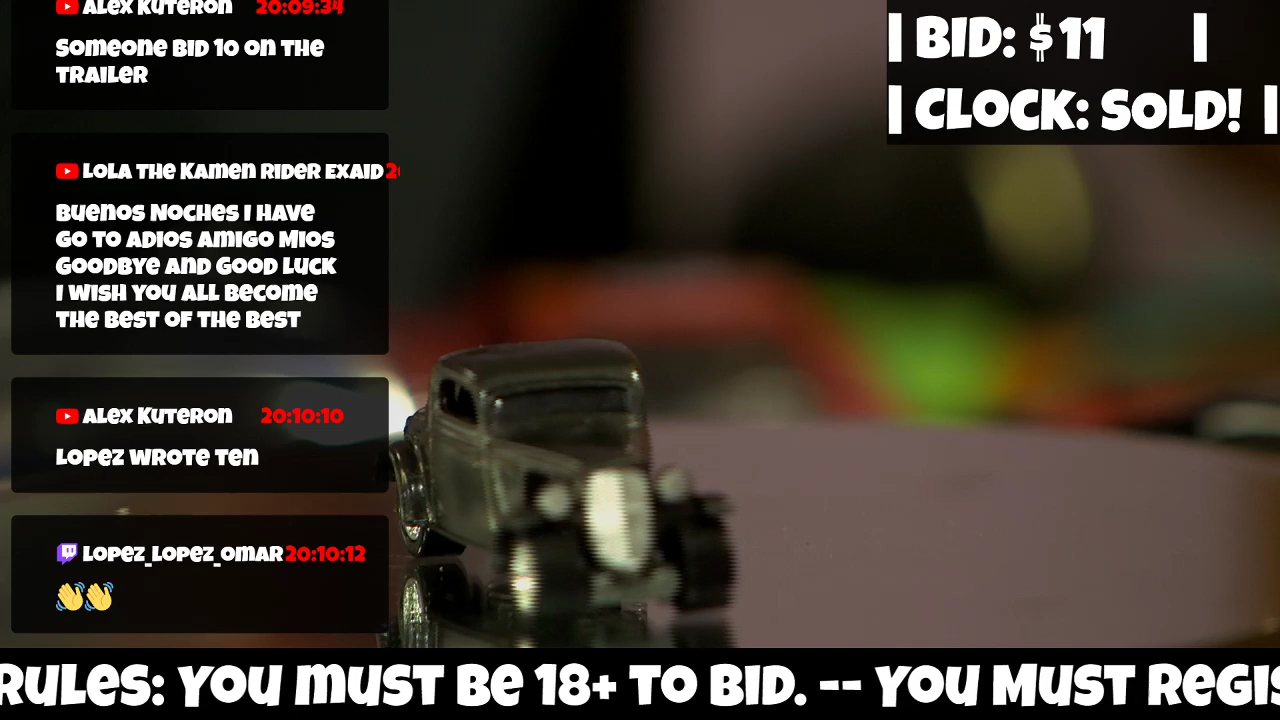 Alex Kuteron 20:09:34
Someone bid 10 on the
trailer
Lola the Kamen Rider Exaid
Buenos Noches I have
go to adios amigo Mios
Goodbye and Good Luck
I wish you all become
the best of the best
Alex Kuteron 20:10:10
Lopez wrote ten
lopez_lopez_omar 20:10:12
| BID: $11 |
| CLOCK: SOLD! |
RULES: You must be 18+ to bid. -- You must regis